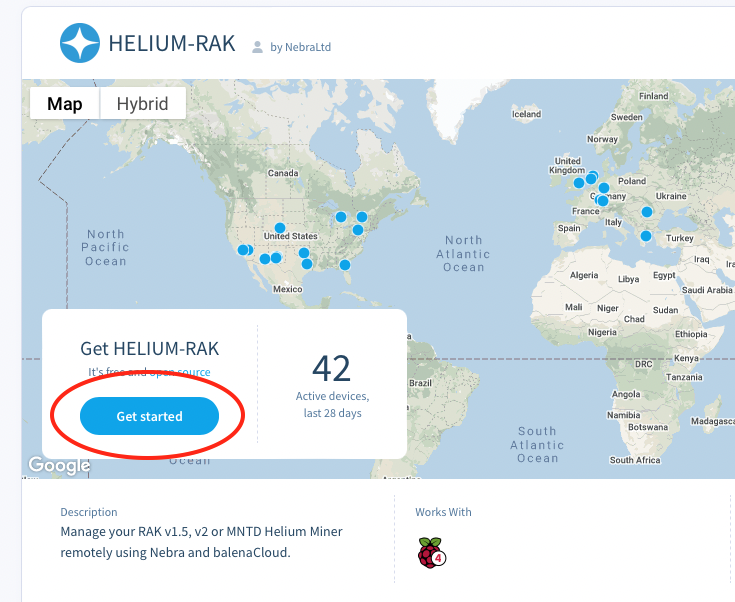 HELIUM-RAK
by NebraLtd
Map
Hybrid
Finland
Iceland
Sweden
Norway
Canada
United
Kingdom
Poland
Ukraine
France
Italy
Spain
Turkey
United States
North
Pacific
Ocean
North
Atlantic
Ocean
Iraq
Algeria
Libya
Egypt
Saudi Arabia
Mexico
Mali
Niger
Sudan
Chad
Nigeria
Ethiopia
Kenya
DRC
Tanzania
Brazil
Angola
Namibia
Botswana
South Africa
South
Atlantic
Ocean
Get HELIUM-RAK
It's free and open source
Get started
42
Active devices,
last 28 days
Google
Ocean
Description
Manage your RAK v1.5, v2 or MNTD Helium Miner
remotely using Nebra and balenaCloud.
Works With
4